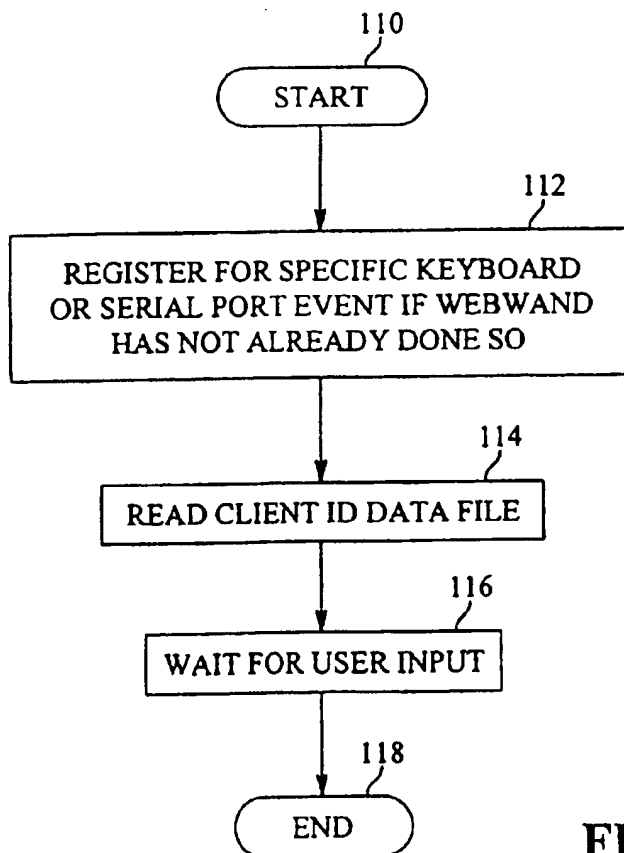 110
START
112
REGISTER FOR SPECIFIC KEYBOARD
OR SERIAL PORT EVENT IF WEBWAND
HAS NOT ALREADY DONE SO
114
READ CLIENT ID DATA FILE
116
WAIT FOR USER INPUT
118
END